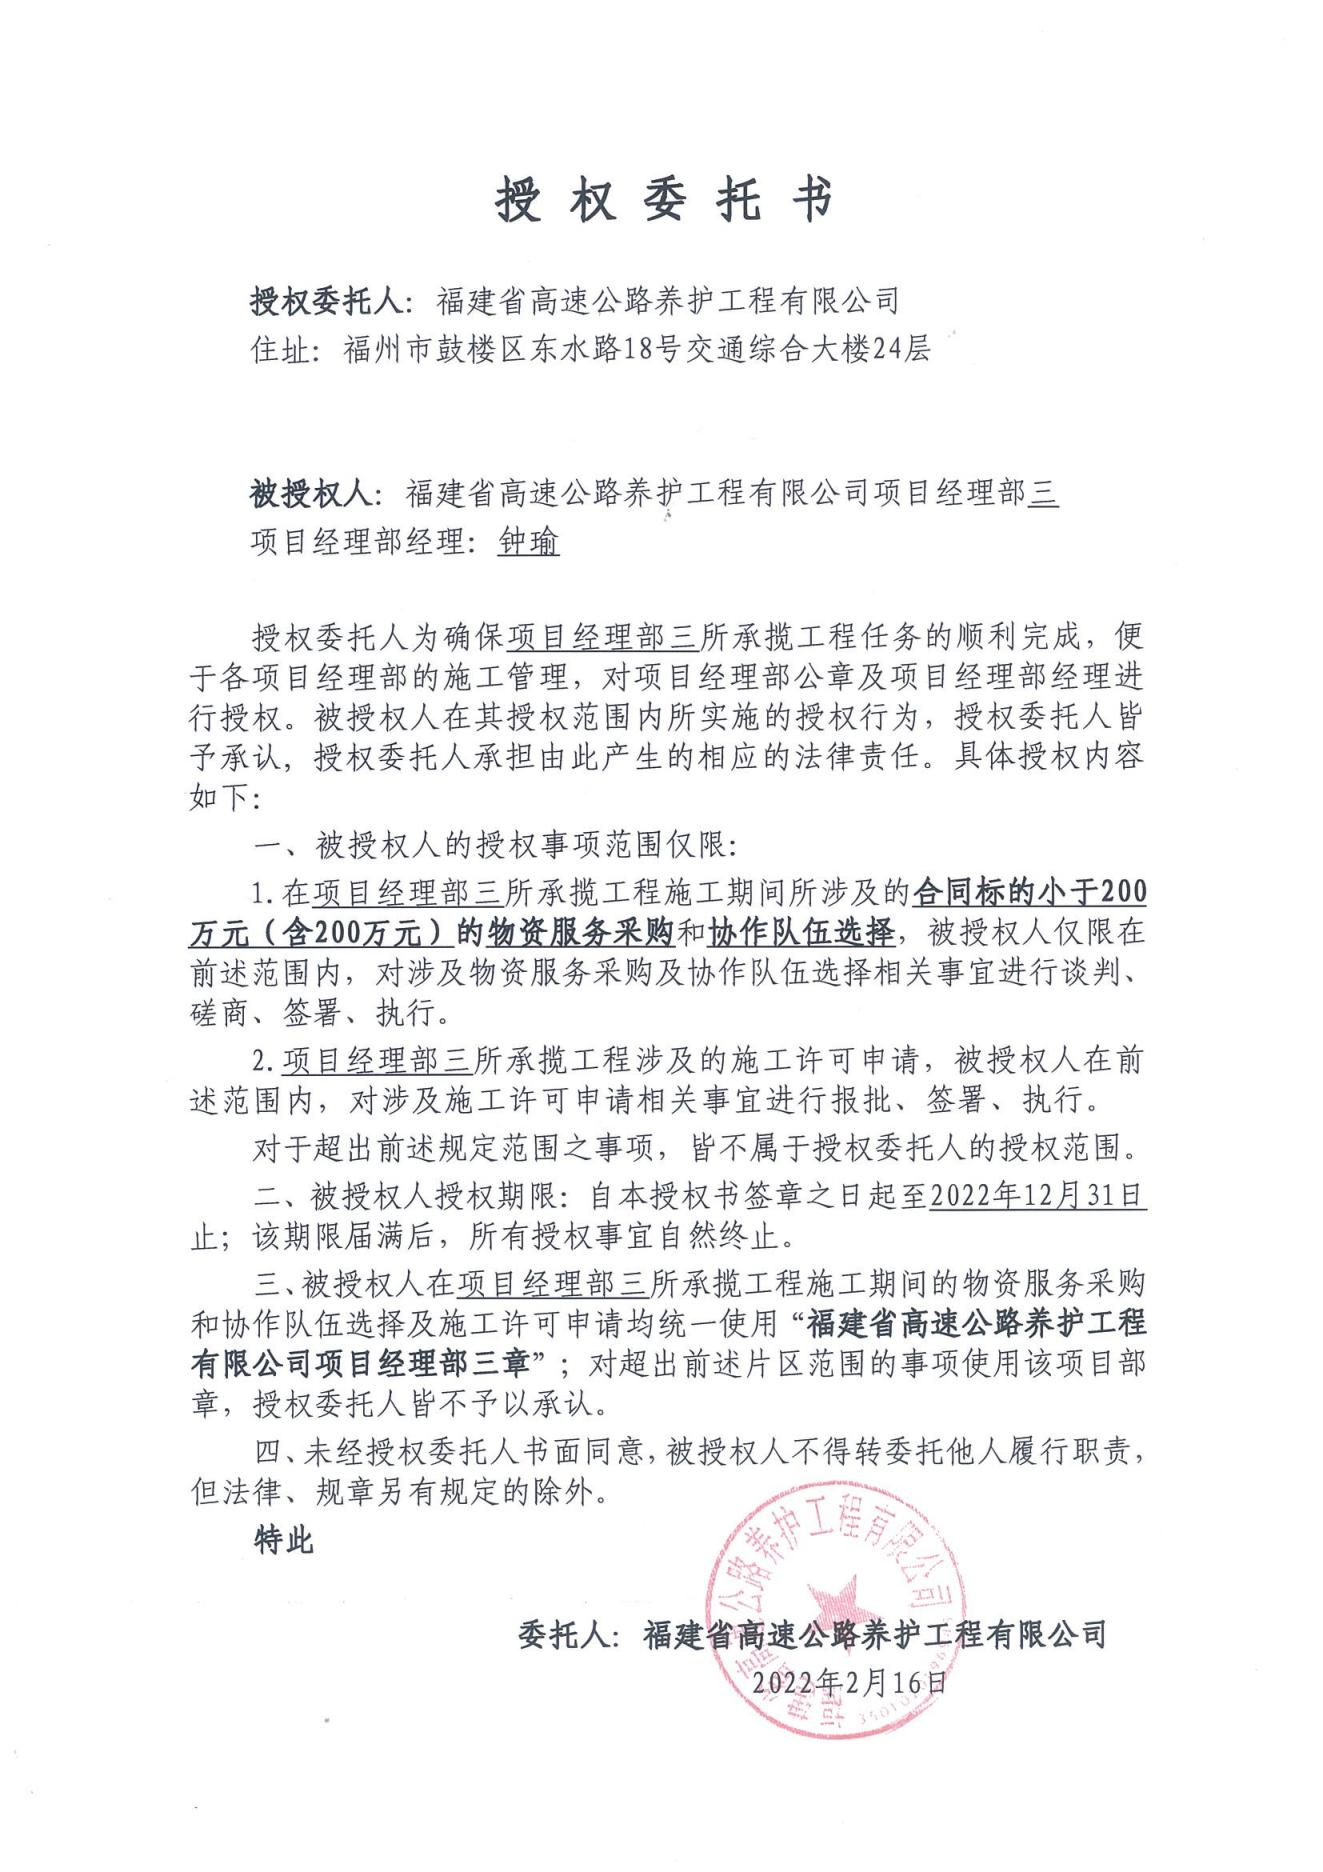 授权委托书
授权委托人：福建省高速公路养护工程有限公司
住址：福州市鼓楼区东水路18号交通综合大楼24层
被授权人：福建省高速公路养护工程有限公司项目经理部三
项目经理部经理：钟瑜
授权委托人为确保项目经理部三所承揽工程任务的顺利完成，便
于各项目经理部的施工管理，对项目经理部公章及项目经理部经理进
行授权。被授权人在其授权范围内所实施的授权行为，授权委托人皆
予承认，授权委托人承担由此产生的相应的法律责任。具体授权内容
如下：
一、被授权人的授权事项范围仅限：
1.在项目经理部三所承揽工程施工期间所涉及的合同标的小于200
万元（含200万元）的物资服务采购和协作队伍选择，被授权人仅限在
前述范围内，对涉及物资服务采购及协作队伍选择相关事宜进行谈判、
磋商、签署、执行。
2.项目经理部三所承揽工程涉及的施工许可申请，被授权人在前
述范围内，对涉及施工许可申请相关事宜进行报批、签署、执行。
对于超出前述规定范围之事项，皆不属于授权委托人的授权范围。
二、被授权人授权期限：自本授权书签章之日起至2022年12月31日
止；该期限届满后，所有授权事宜自然终止。
三、被授权人在项目经理部三所承揽工程施工期间的物资服务采购
和协作队伍选择及施工许可申请均统一使用“福建省高速公路养护工程
有限公司项目经理部三章”；对超出前述片区范围的事项使用该项目部
章，授权委托人皆不予以承认。
四、未经授权委托人书面同意，被授权人不得转委托他人履行职责，
但法律、规章另有规定的除外。
特此
委托人：福建省高速公路养护工程有限公司
2022年2月16日
福建省高速公路养护工程有限公司